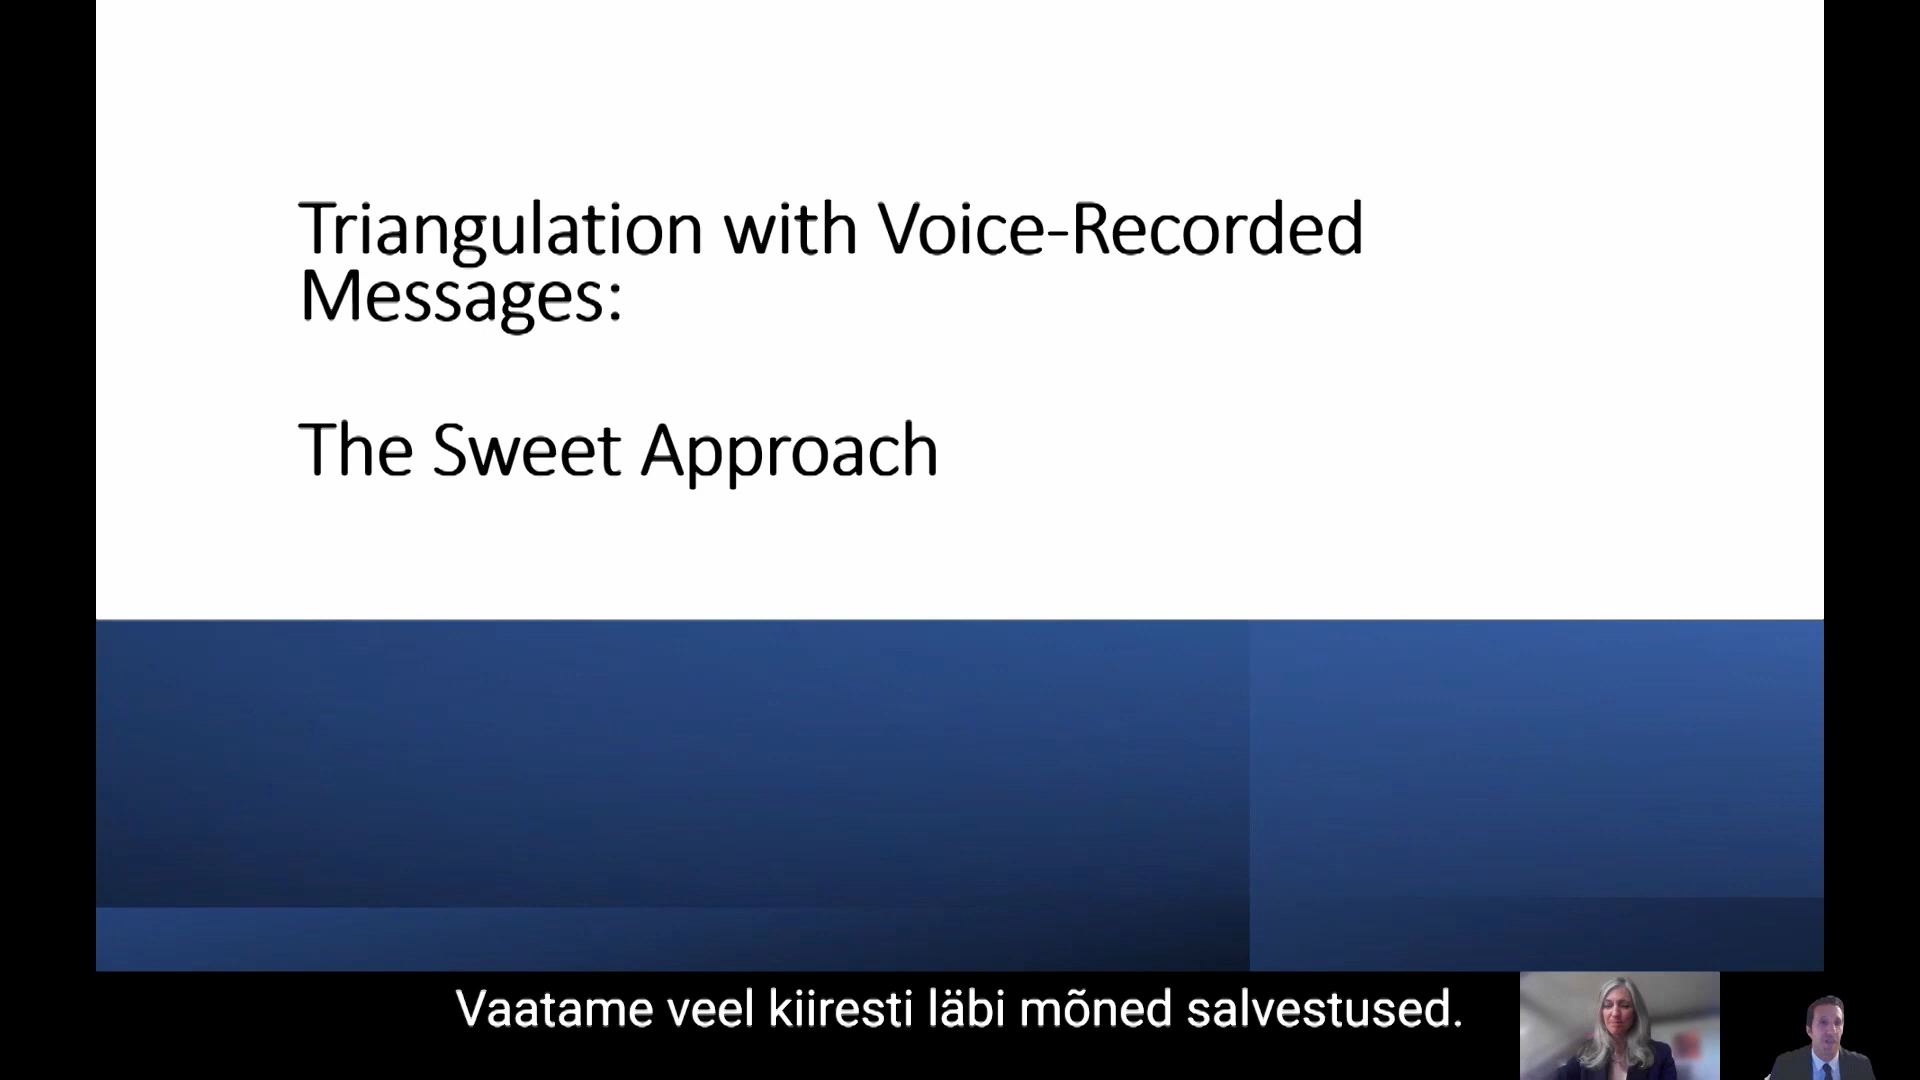 Triangulation with Voice-Recorded
Messages:
The Sweet Approach
Vaatame veel kiiresti läbi mõned salvestused.